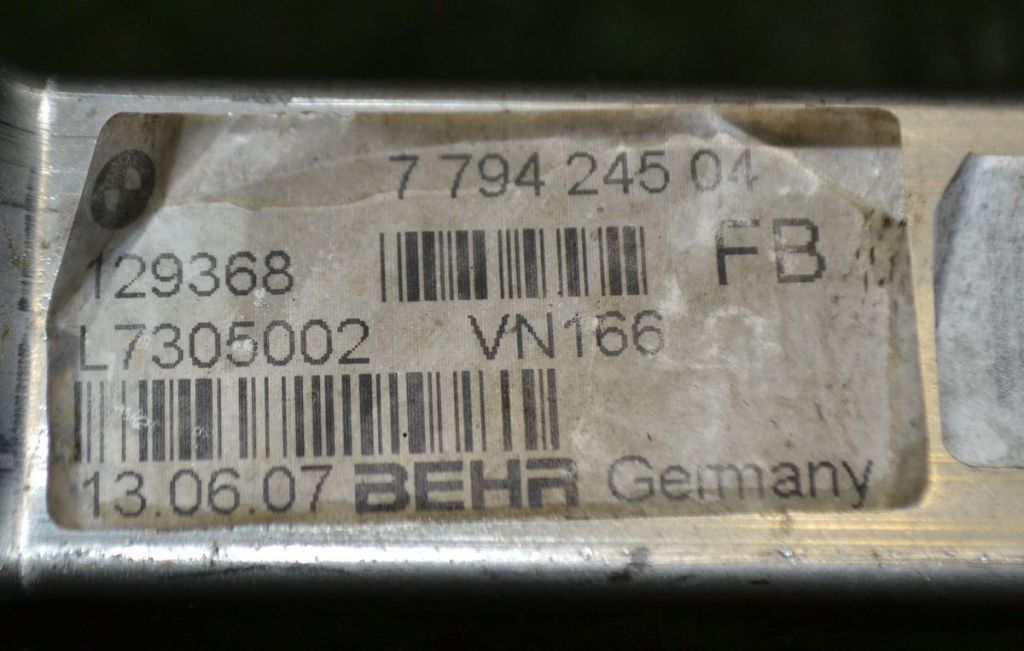 7 794 245 04
129368
FB
L7305002 VN166
13.06.07 BEHR Germany